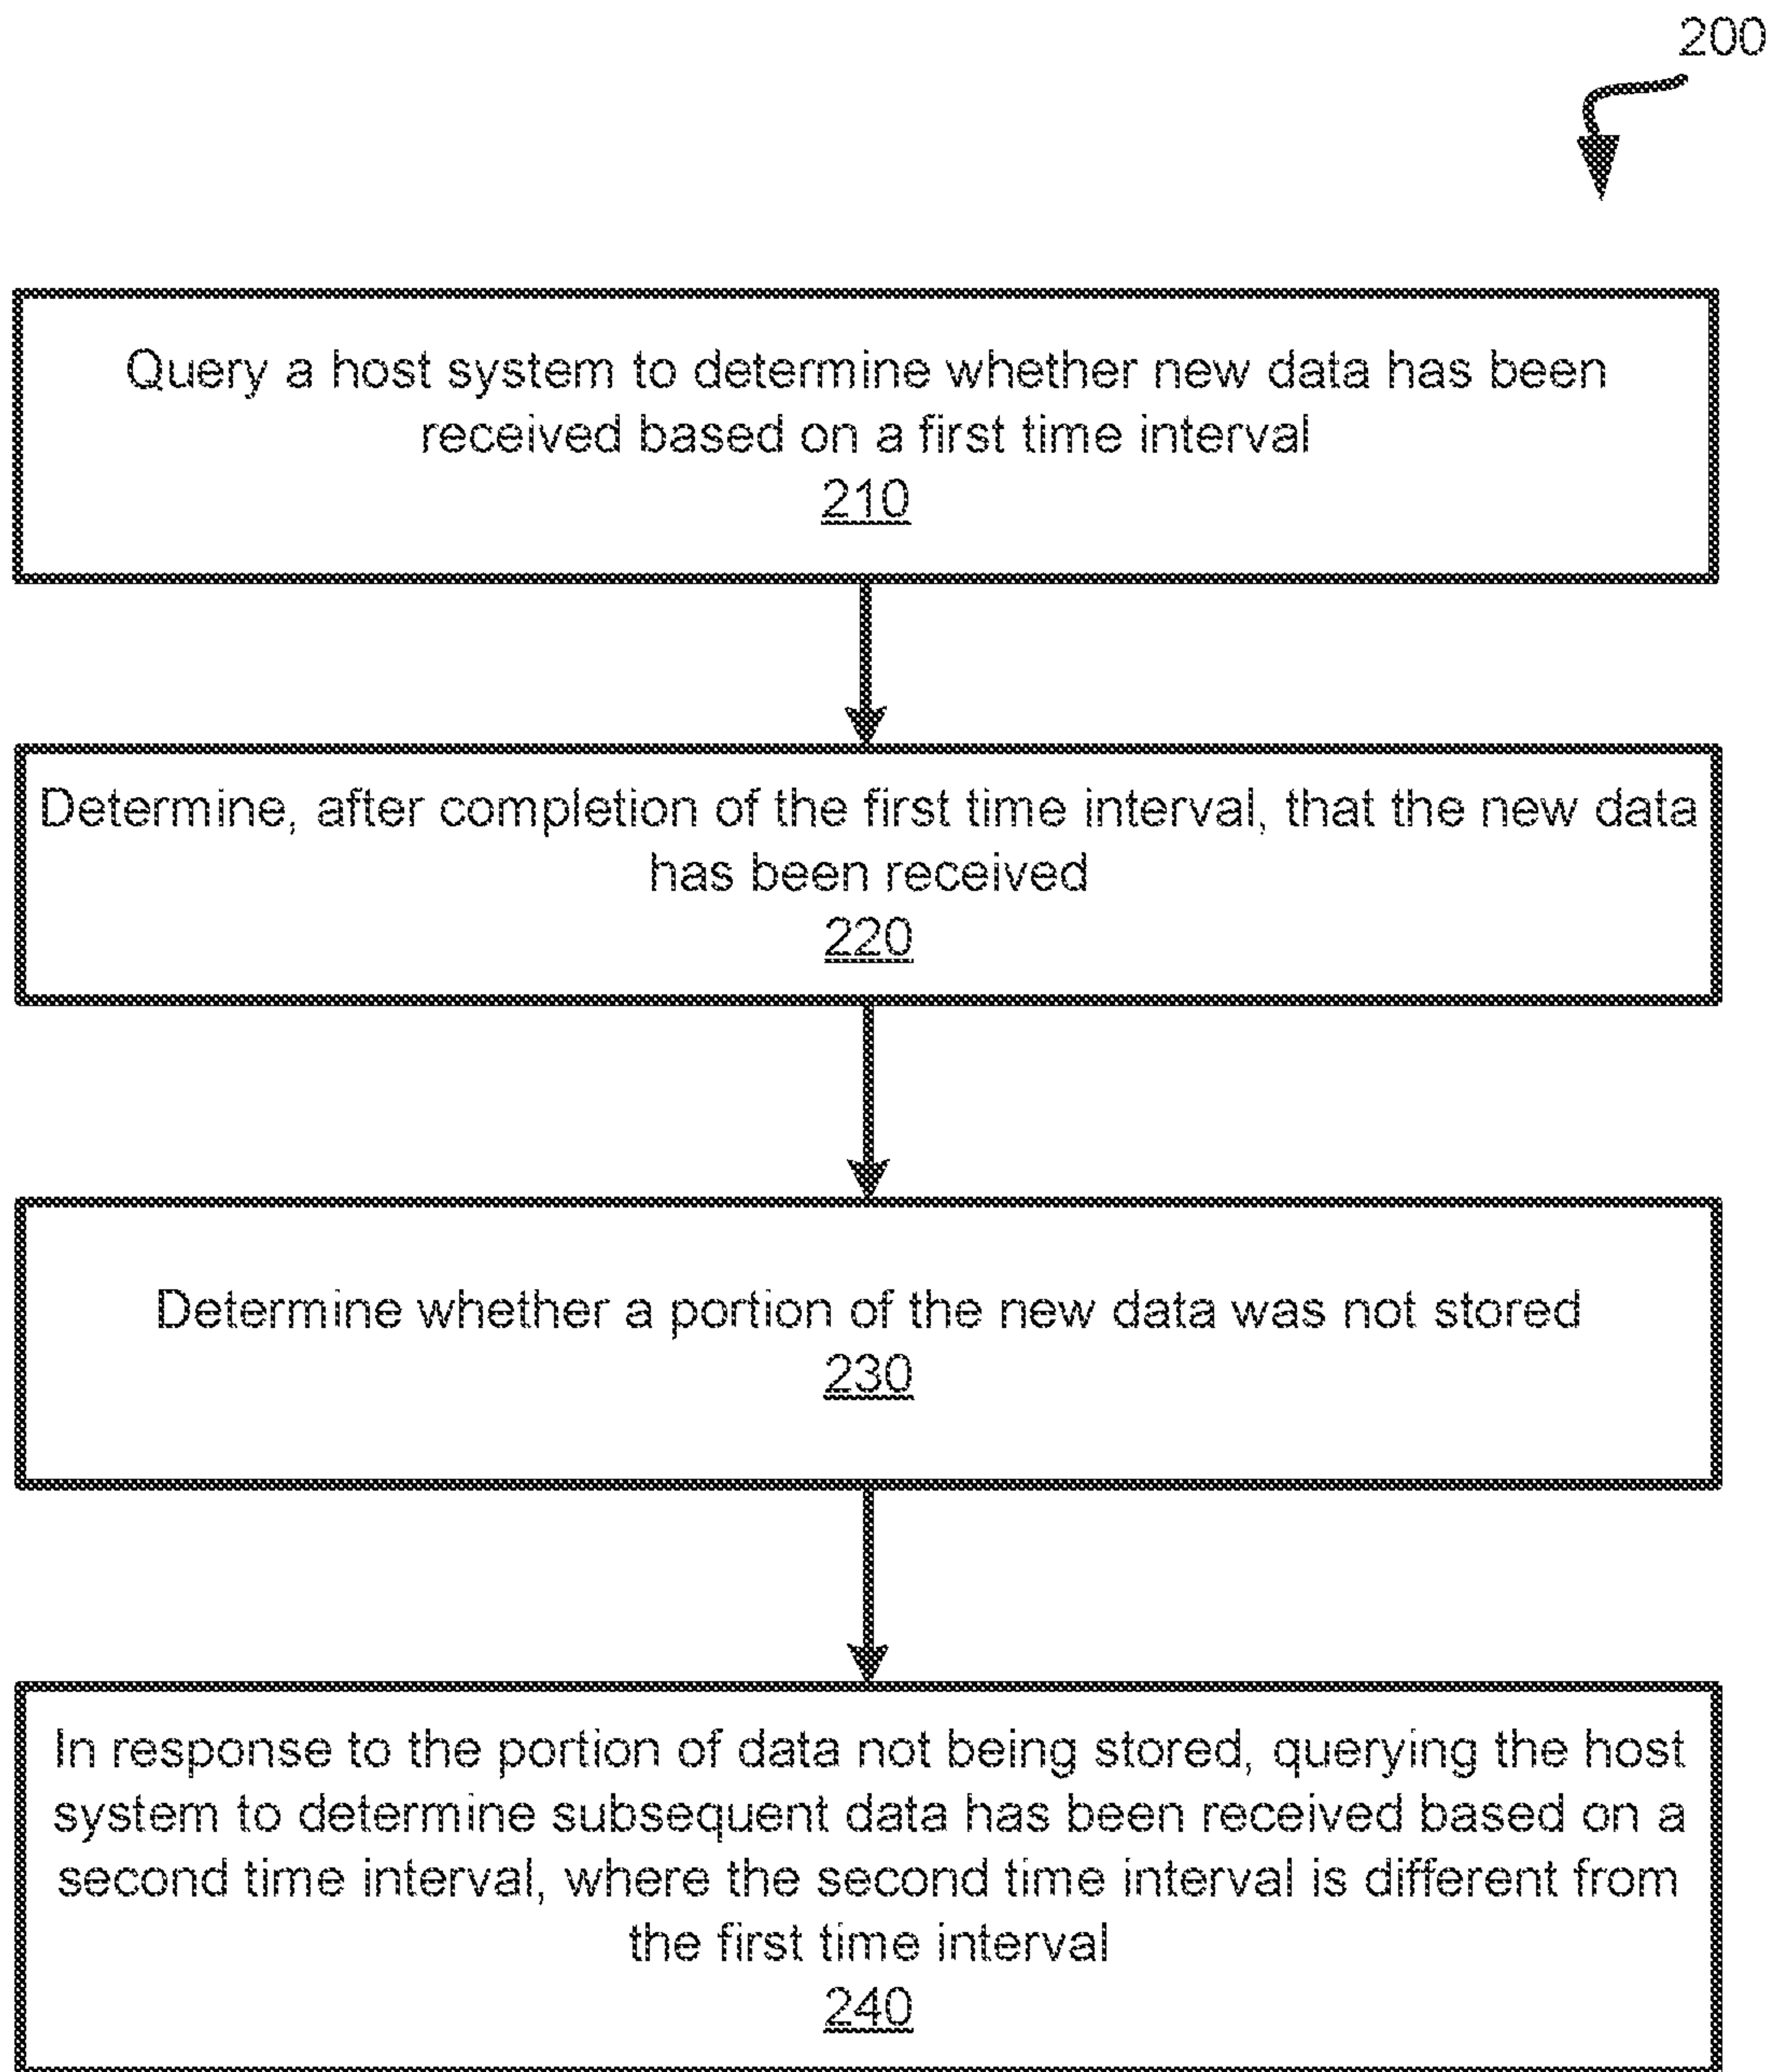 200
Query a host system to determine whether new data has been
received based on a first time interval
210
Determine, after completion of the first time interval, that the new data
has been received
220
Determine whether a portion of the new data was not stored
230
In response to the portion of data not being stored, querying the host
system to determine subsequent data has been received based on a
second time interval, where the second time interval is different from
the first time interval
240